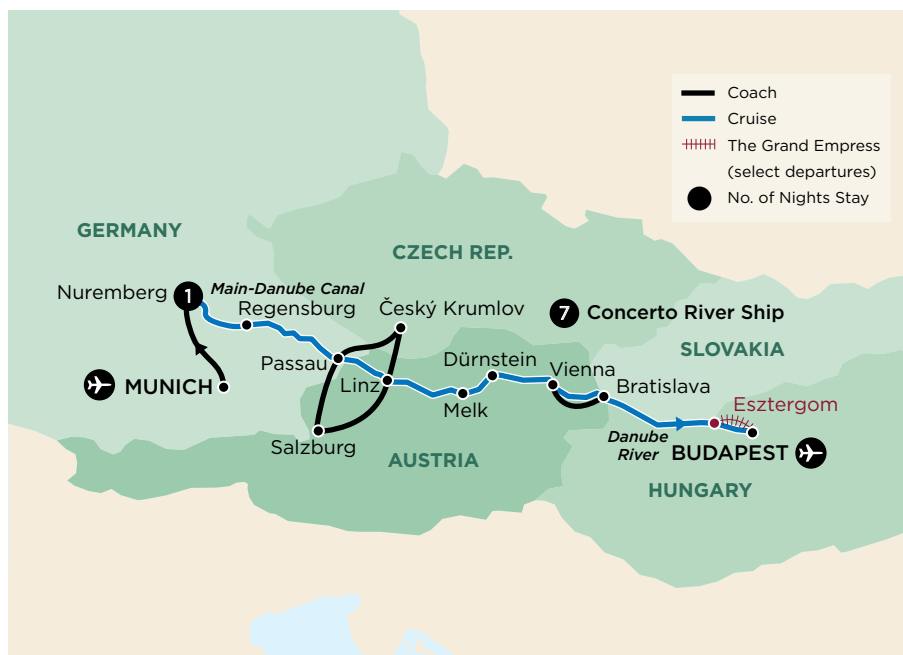 Coach
Cruise
The Grand Empress
(select departures)
No. of Nights Stay
GERMANY
CZECH REP.
Nuremberg
1
Main-Danube Canal
Regensburg
Český Krumlov
7
Concerto River Ship
SLOVAKIA
Passau
Linz
Dürnstein
Vienna
Bratislava
MUNICH
Melk
Esztergom
Salzburg
AUSTRIA
Danube
River
BUDAPEST
HUNGARY